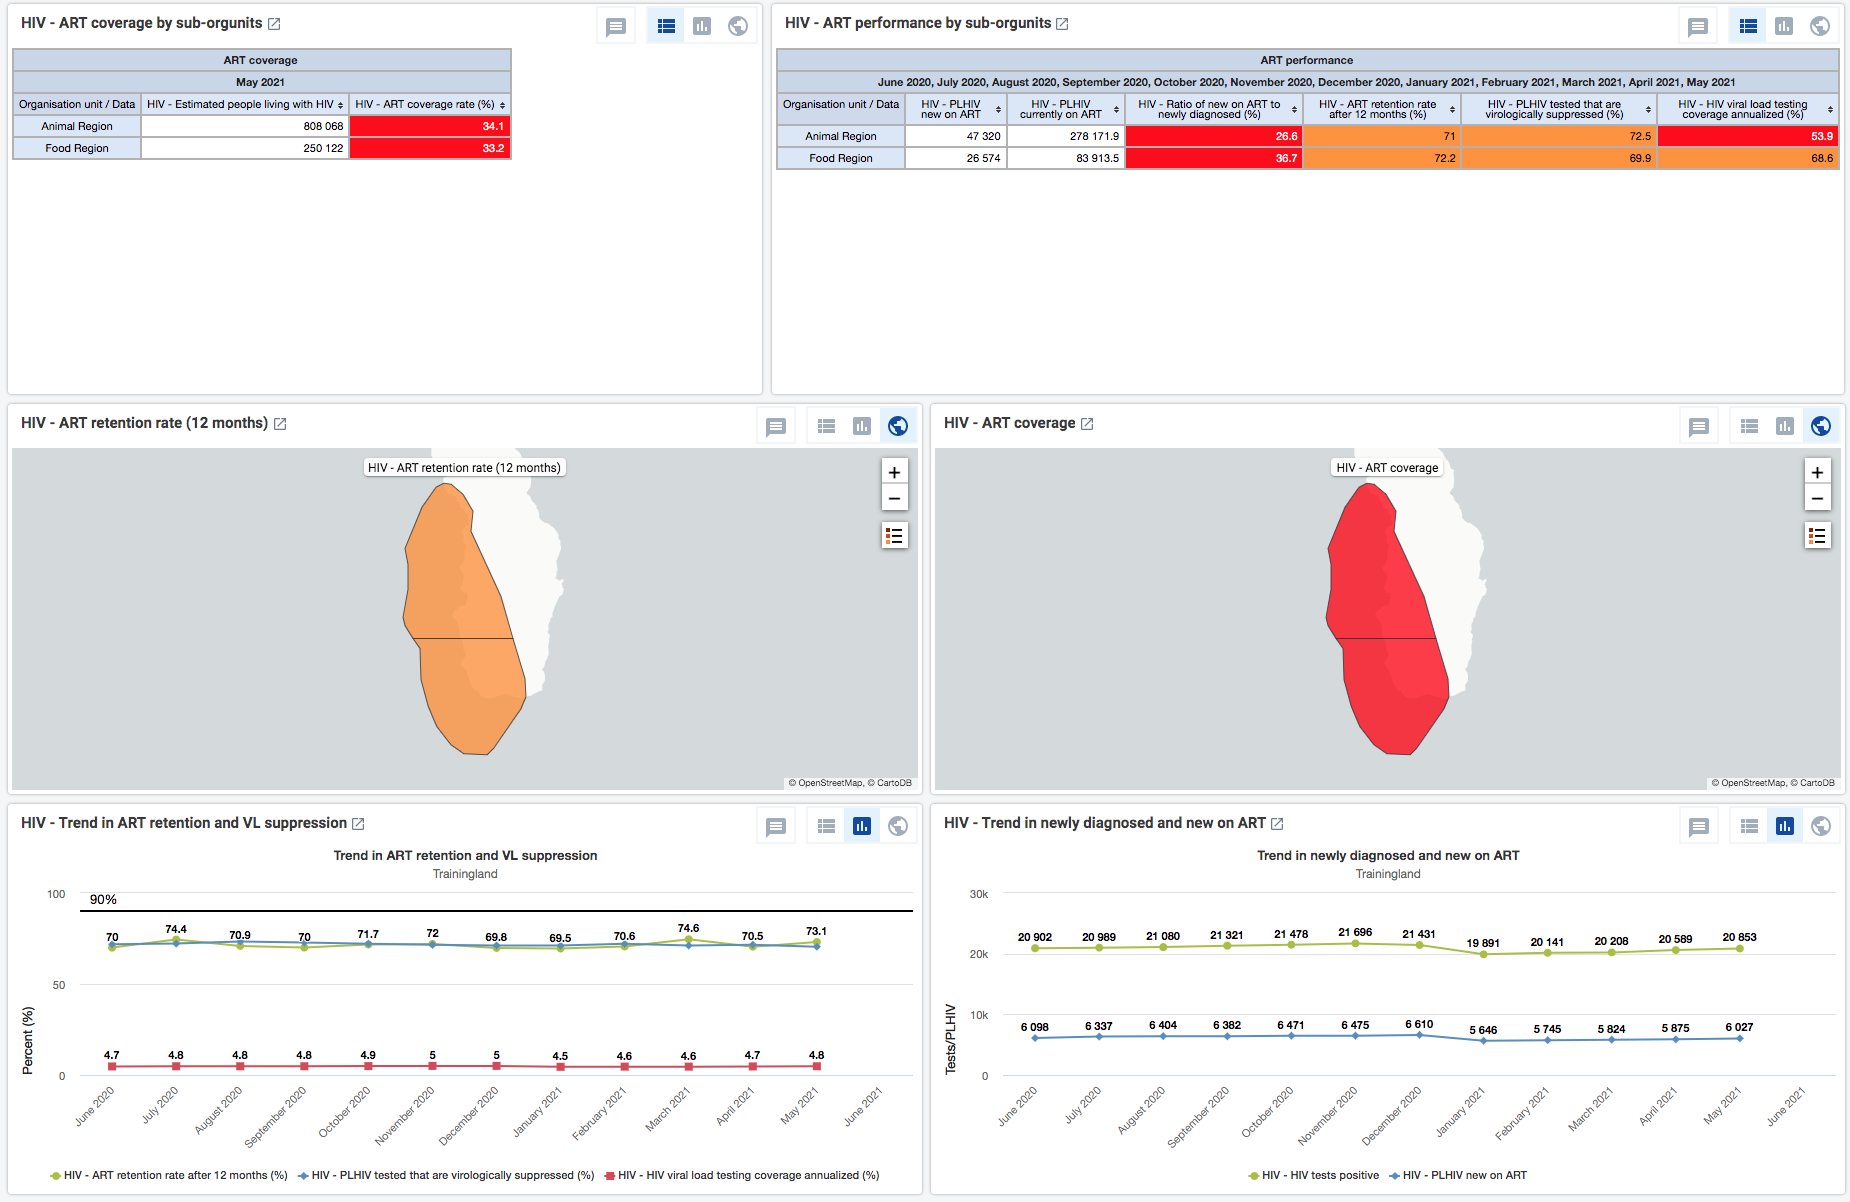 HIV - ART coverage by sub-orgunits
ART coverage
May 2021
Organisation unit / Data HIV - Estimated people living with HIV HIV - ART coverage rate (%)
Animal Region 808 068 34.1
Food Region 250 122 33.2
HIV - ART performance by sub-orgunits
ART performance
June 2020, July 2020, August 2020, September 2020, October 2020, November 2020, December 2020, January 2021, February 2021, March 2021, April 2021, May 2021
Organisation unit / Data HIV - PLHIV new on ART HIV - PLHIV currently on ART HIV - Ratio of new on ART to newly diagnosed (%) HIV - ART retention rate after 12 months (%) HIV - PLHIV tested that are virologically suppressed (%) HIV - HIV viral load testing coverage annualized (%)
Animal Region 47 320 278 171.9 26.6 71 72.5 53.9
Food Region 26 574 83 913.5 36.7 72.2 69.9 68.6
HIV - ART retention rate (12 months)
HIV - ART retention rate (12 months)
+
−
© OpenStreetMap, © CartoDB
HIV - ART coverage
HIV - ART coverage
+
−
© OpenStreetMap, © CartoDB
HIV - Trend in ART retention and VL suppression
Trend in ART retention and VL suppression
Trainingland
Percent (%)
100
50
0
90%
70 74.4 70.9 70 71.7 72 69.8 69.5 70.6 74.6 70.5 73.1
4.7 4.8 4.8 4.8 4.9 5 5 4.5 4.6 4.6 4.7 4.8
June 2020 July 2020 August 2020 September 2020 October 2020 November 2020 December 2020 January 2021 February 2021 March 2021 April 2021 May 2021 June 2021
HIV - ART retention rate after 12 months (%) HIV - PLHIV tested that are virologically suppressed (%) HIV - HIV viral load testing coverage annualized (%)
HIV - Trend in newly diagnosed and new on ART
Trend in newly diagnosed and new on ART
Trainingland
Tests/PLHIV
30k
20k
10k
0
20 902 20 989 21 080 21 321 21 478 21 696 21 431 19 891 20 141 20 208 20 589 20 853
6 098 6 337 6 404 6 382 6 471 6 475 6 610 5 646 5 745 5 824 5 875 6 027
June 2020 July 2020 August 2020 September 2020 October 2020 November 2020 December 2020 January 2021 February 2021 March 2021 April 2021 May 2021 June 2021
HIV - HIV tests positive HIV - PLHIV new on ART